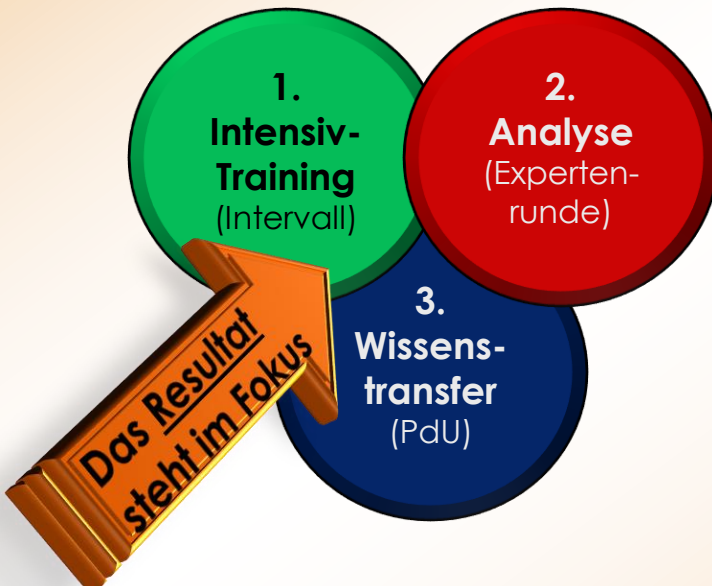 1.
Intensiv-
Training
(Intervall)
2.
Analyse
(Experten-
runde)
3.
Wissens-
transfer
(PdU)
Das Resultat
steht im Fokus